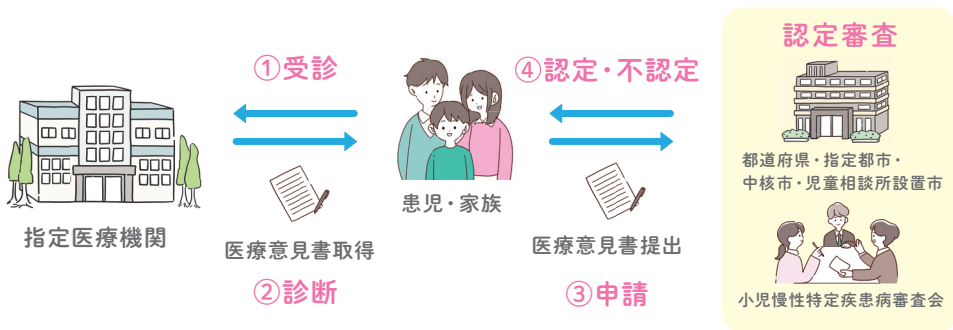 ①受診
指定医療機関
医療意見書取得
②診断
患児・家族
④認定・不認定
医療意見書提出
③申請
認定審査
都道府県・指定都市・
中核市・児童相談所設置市
小児慢性特定疾患病審査会